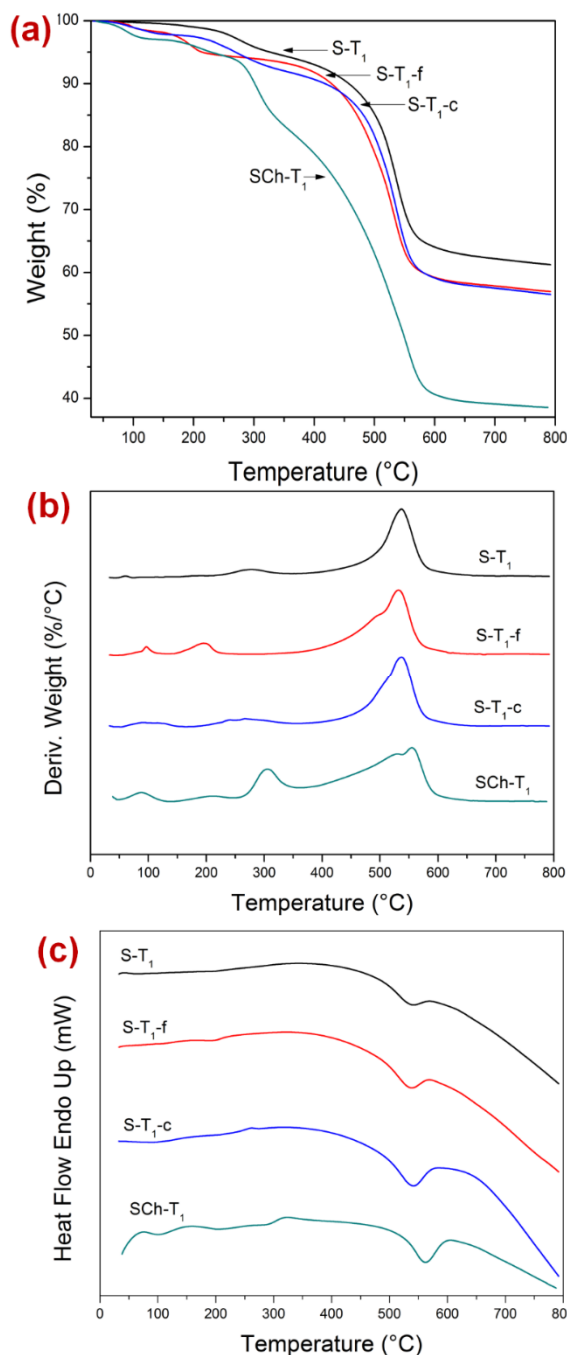 (a)
100
90
80
70
60
50
40
Weight (%)
S-T₁
S-T₁-f
S-T₁-c
SCh-T₁
100 200 300 400 500 600 700 800
Temperature (°C)
(b)
Deriv. Weight (%/°C)
S-T₁
S-T₁-f
S-T₁-c
SCh-T₁
0 100 200 300 400 500 600 700 800
Temperature (°C)
(c)
Heat Flow Endo Up (mW)
S-T₁
S-T₁-f
S-T₁-c
SCh-T₁
0 100 200 300 400 500 600 700 80
Temperature (°C)